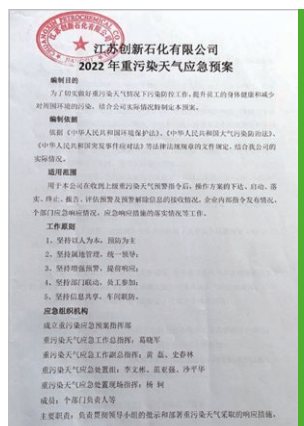 江苏创新石化有限公司
2022 年重污染天气应急预案
编制目的
为了切实做好重污染天气情况下污染防控工作,提升员工的身体健康和减少
对周围环境的污染、结合公司实际情况特制定本预案。
编制依据
依据《中华人民共和国环境保护法》、《中华人民共和国大气污染防治法》、
《中华人民共和国突发事件应对法》等法律法规规章的文件规定,结合我公司的
实际情况。
适用范围
用于本公司在收到上级重污染天气预警指令后,操作方案的下达、启动、落
实、终止、报告、评估预警及预警解除信息的接收情况。企业内部指令发布情况,
个部门应急响应情况,应急响应措施的落实情况等工作。
工作原则
1、坚持以人为本,预防为主
2、坚持属地管理,统一领导;
3、坚持增强预警,提前响应;
4、坚持部门联动,员工参加;
5、坚持信息共享,车间联防。
应急组织机构
成立重污染应急预案指挥部
重污染天气应急工作总指挥:葛晓军
重污染天气应急工作副总指挥:黄磊、史春林
重污染天气应急处置组:李文彬、范亚强、沙平华
重污染天气应急处置现场指挥:杨钶
成员:个部门负责人等
主要职责:负责贯彻领导小组的批示和部署重污染天气采取的响应措施,